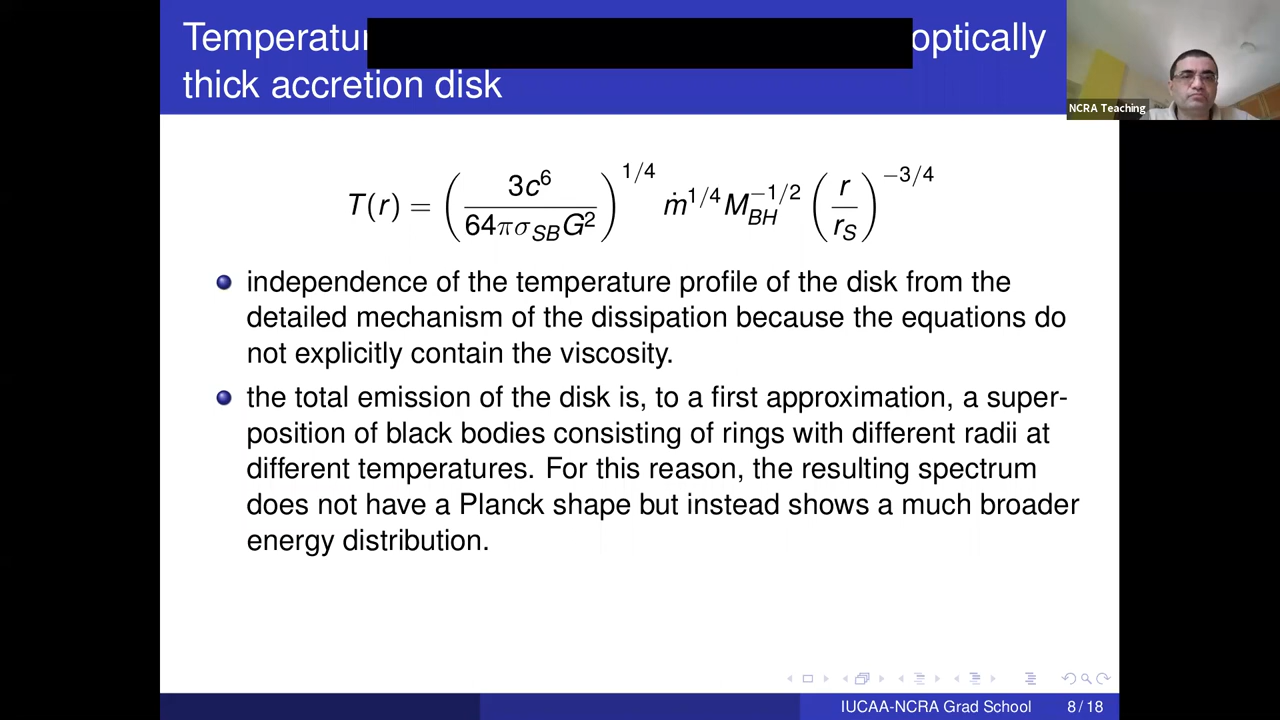 Temperatu optically
thick accretion disk
NCRA Teaching
T(r) = (3c^6 / 64πσ_SB G^2)^{1/4} ṁ^{1/4} M_BH^{-1/2} (r / r_S)^{-3/4}
independence of the temperature profile of the disk from the
detailed mechanism of the dissipation because the equations do
not explicitly contain the viscosity.
the total emission of the disk is, to a first approximation, a super-
position of black bodies consisting of rings with different radii at
different temperatures. For this reason, the resulting spectrum
does not have a Planck shape but instead shows a much broader
energy distribution.
IUCAA-NCRA Grad School 8/18